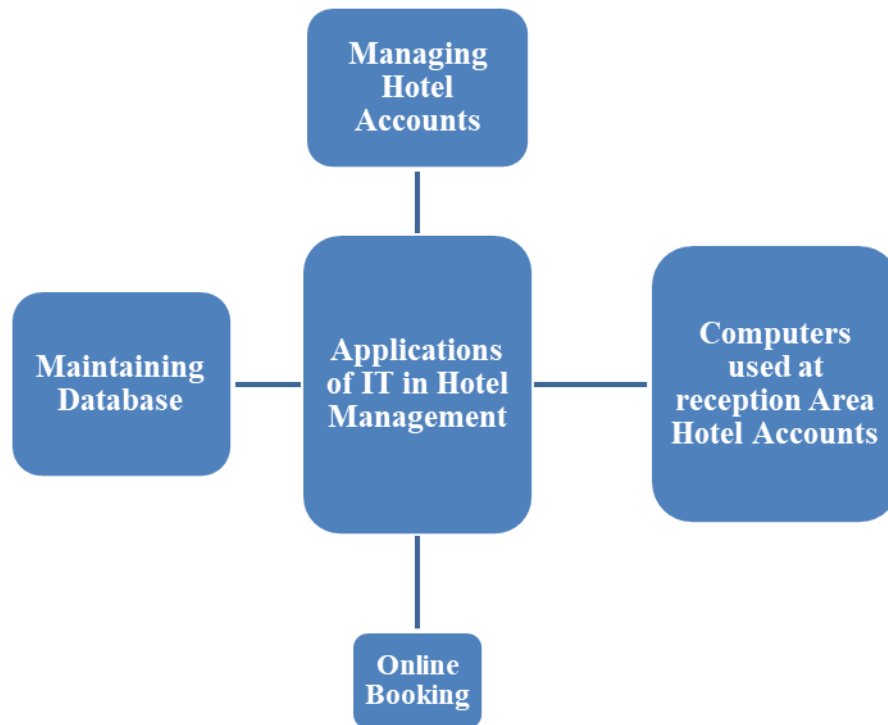 Managing
Hotel
Accounts
Maintaining
Database
Applications
of IT in Hotel
Management
Computers
used at
reception Area
Hotel Accounts
Online
Booking